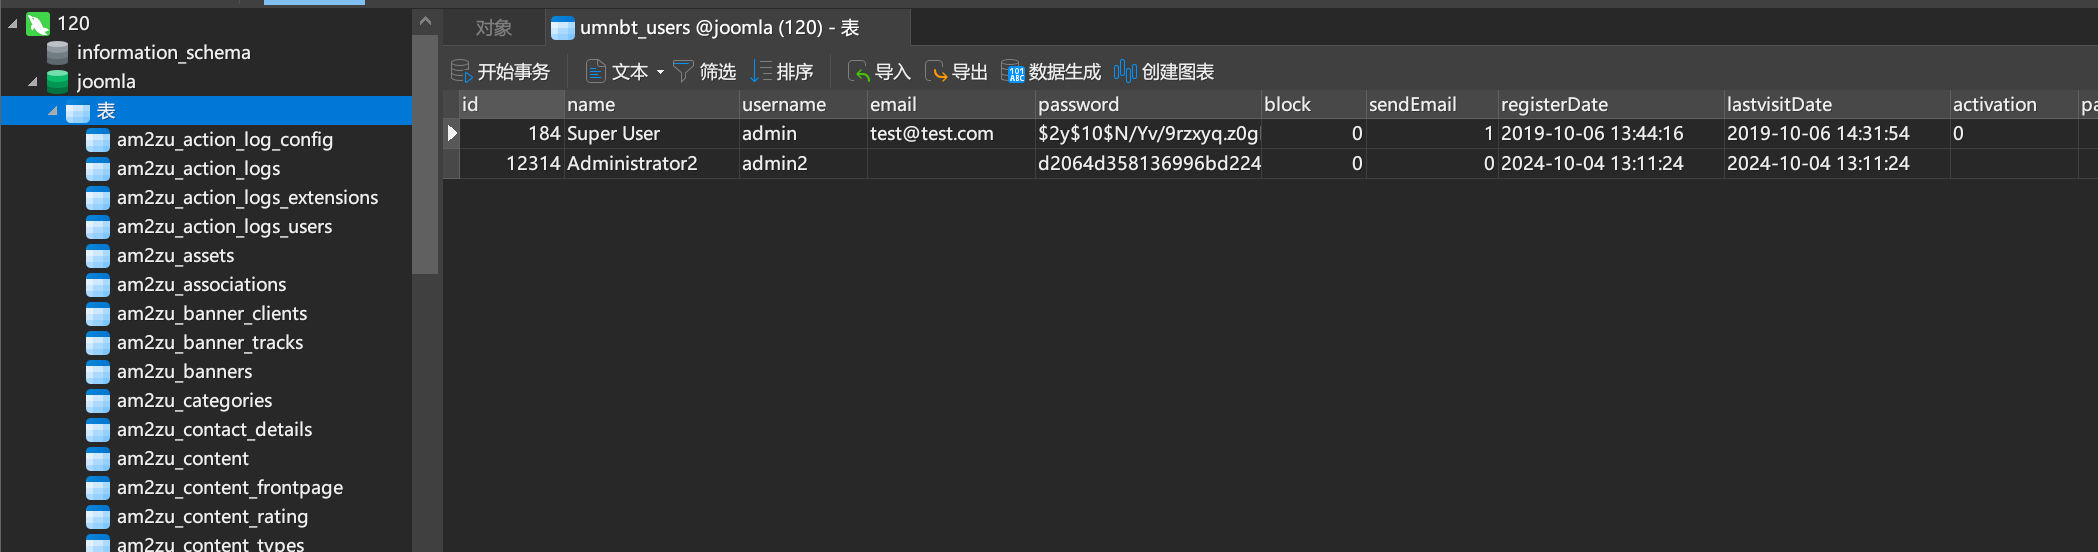 120
information_schema
joomla
表
am2zu_action_log_config
am2zu_action_logs
am2zu_action_logs_extensions
am2zu_action_logs_users
am2zu_assets
am2zu_associations
am2zu_banner_clients
am2zu_banner_tracks
am2zu_banners
am2zu_categories
am2zu_contact_details
am2zu_content
am2zu_content_frontpage
am2zu_content_rating
am2zu_content_types
对象 umnbt_users @joomla (120) - 表
开始事务 文本 筛选 排序 导入 导出 数据生成 创建图表
id name username email password block sendEmail registerDate lastvisitDate activation pa
184 Super User admin test@test.com $2y$10$N/Yv/9rzxyq.z0g 0 1 2019-10-06 13:44:16 2019-10-06 14:31:54 0
12314 Administrator2 admin2 d2064d358136996bd224 0 0 2024-10-04 13:11:24 2024-10-04 13:11:24